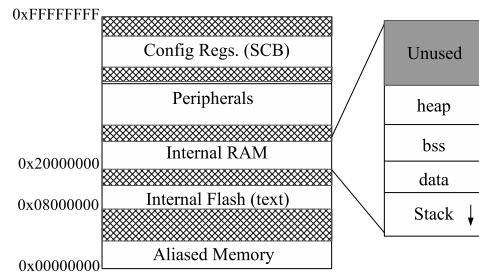 0xFFFFFFFF
Config Regs. (SCB)
Peripherals
Internal RAM
0x20000000
Internal Flash (text)
0x08000000
Aliased Memory
0x00000000
Unused
heap
bss
data
Stack